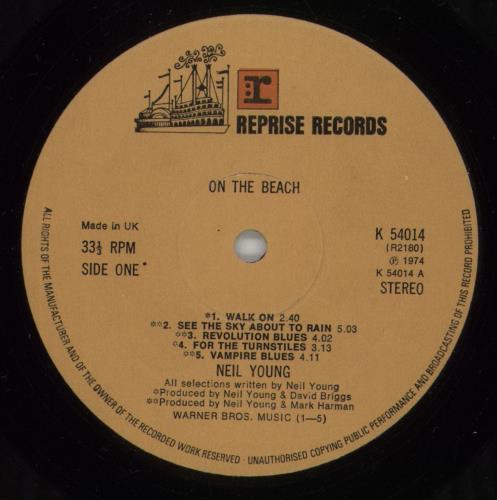 r
REPRISE RECORDS
ON THE BEACH
Made in UK
33⅓ RPM
SIDE ONE*
K 54014
(R2180)
℗ 1974
K 54014 A
STEREO
*1. WALK ON 2.40
**2. SEE THE SKY ABOUT TO RAIN 5.03
**3. REVOLUTION BLUES 4.02
*4. FOR THE TURNSTILES 3.13
**5. VAMPIRE BLUES 4.11
NEIL YOUNG
All selections written by Neil Young
*Produced by Neil Young & David Briggs
**Produced by Neil Young & Mark Harman
WARNER BROS. MUSIC (1—5)
ALL RIGHTS OF THE MANUFACTURER AND OF THE OWNER OF THE RECORDED WORK RESERVED · UNAUTHORISED COPYING PUBLIC PERFORMANCE AND BROADCASTING OF THIS RECORD PROHIBITED